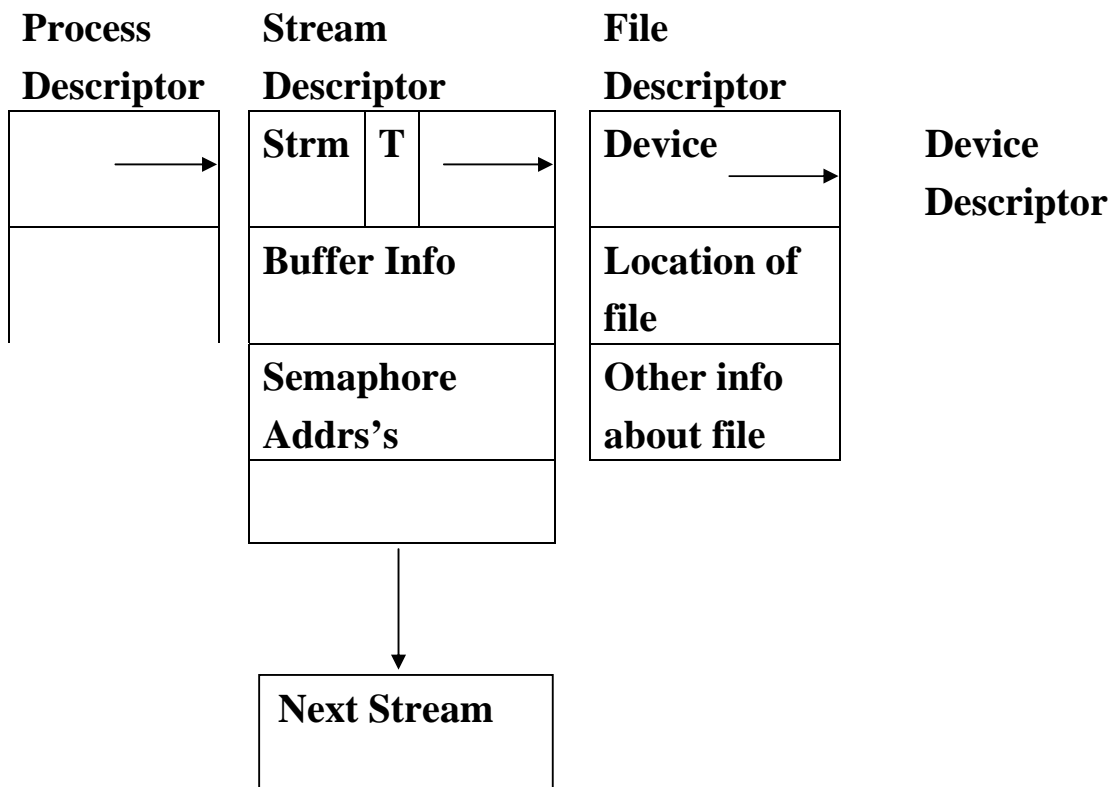 Process
Descriptor
Stream
Descriptor
File
Descriptor
Strm
T
Device
Device
Descriptor
Buffer Info
Location of
file
Semaphore
Addrs's
Other info
about file
Next Stream